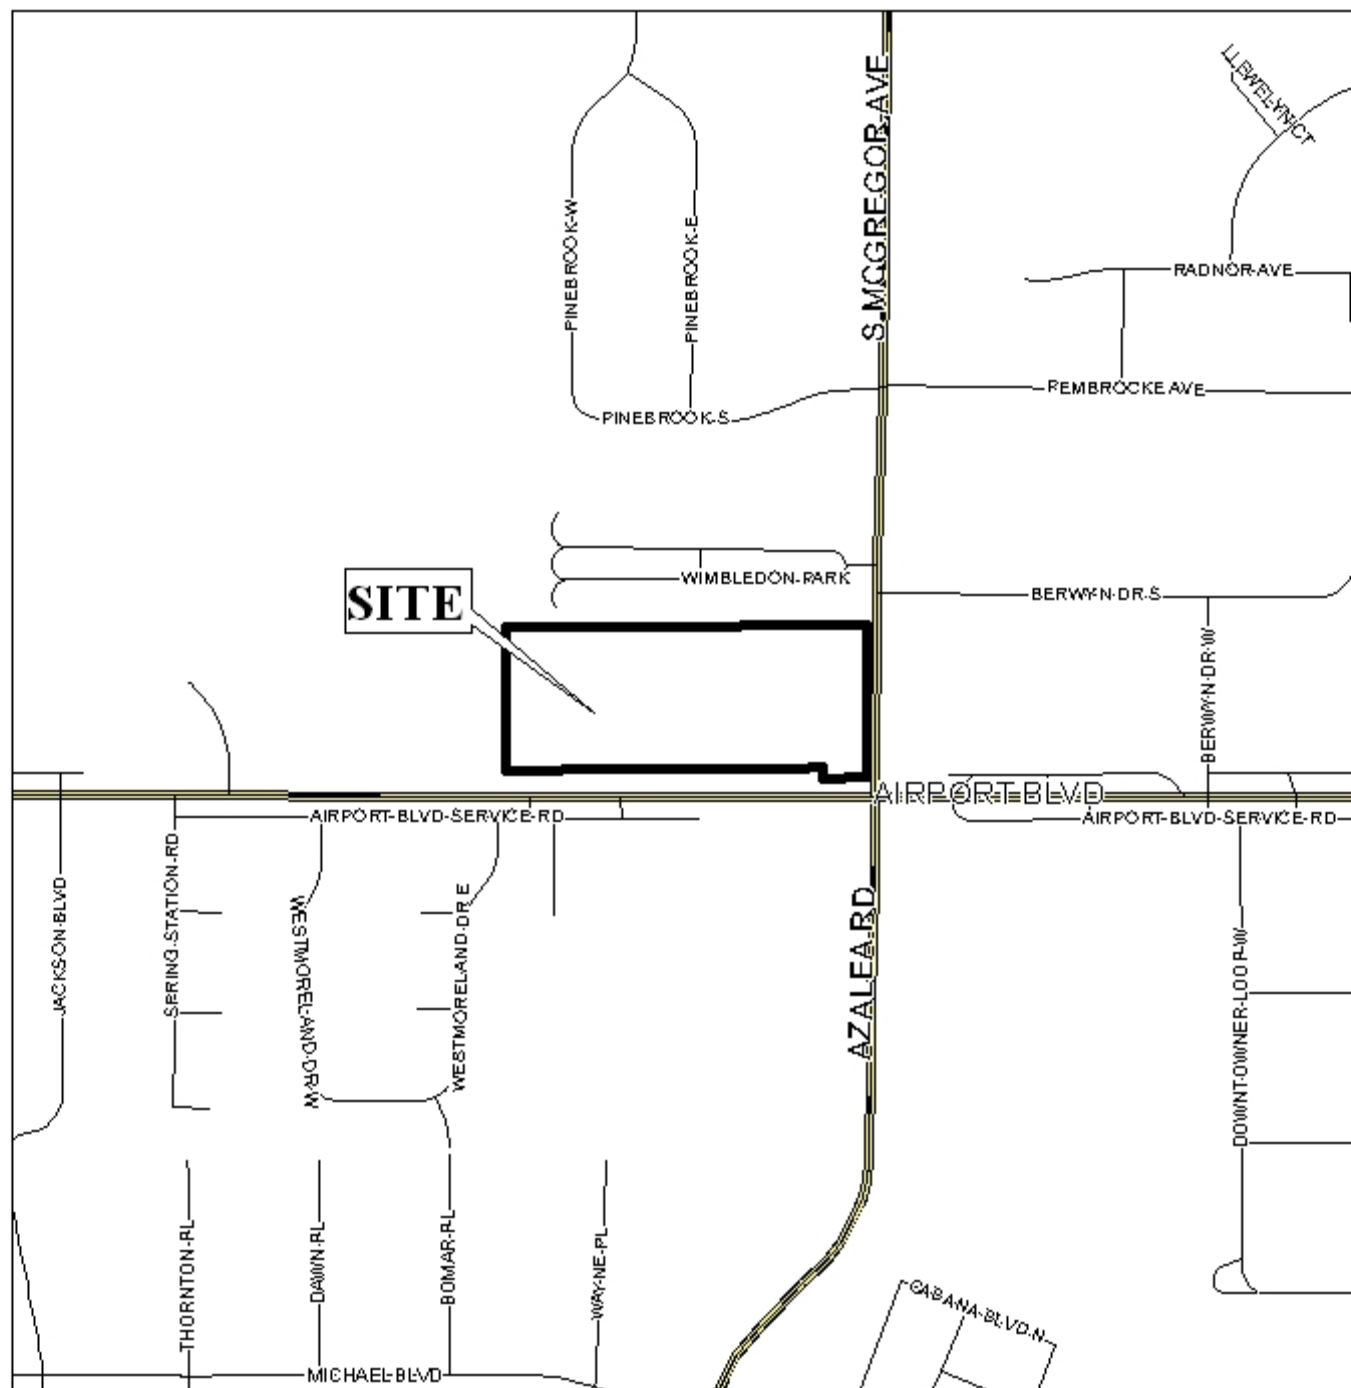 LLEWELYN-CT
S-MCGREGOR-AVE
PINEBROOK-W
PINEBROOK-E
RADNOR-AVE
PEMBROCKE AVE
PINEBROOK-S
WIMBLEDON-PARK
BERWYN-DR-S
SITE
BERWYN-DR-W
AIRPORT-BLVD
AIRPORT-BLVD-SERVICE-RD
AIRPORT-BLVD-SERVICE-RD
JACKSON-BLVD
SPRING-STATION-RD
WESTMORELAND-DR-W
WESTMORELAND-DR E
AZALEA-RD
DOWNTOWNER-LOOP-W
THORNTON-PL
DAWN-PL
BOMAR-PL
WAYNE-PL
CABANA-BLVD-N
MICHAEL-BLVD